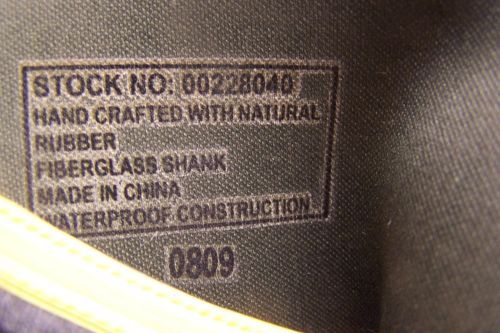 STOCK NO: 00228040
HAND CRAFTED WITH NATURAL
RUBBER
FIBERGLASS SHANK
MADE IN CHINA
WATERPROOF CONSTRUCTION
0809